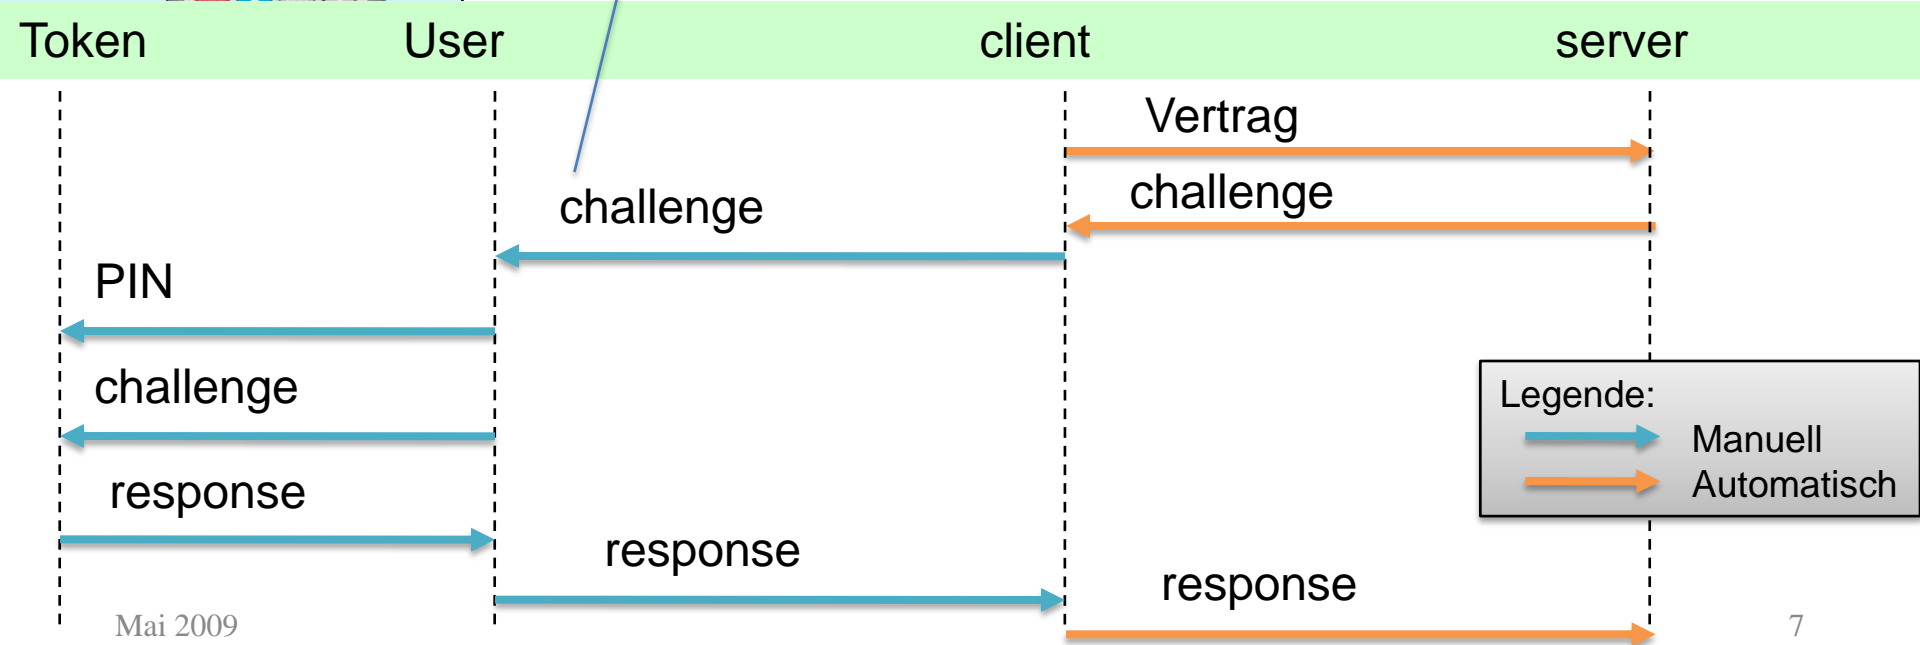 Token User client server
Vertrag
challenge
challenge
PIN
challenge
Legende:
Manuell
Automatisch
response
response
response
Mai 2009
7